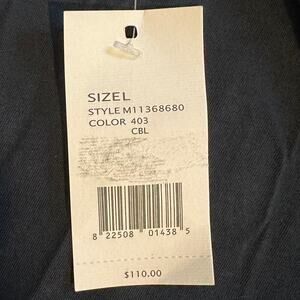 SIZEL
STYLE M11368680
COLOR 403
CBL
8 22508 01438 5
$110.00